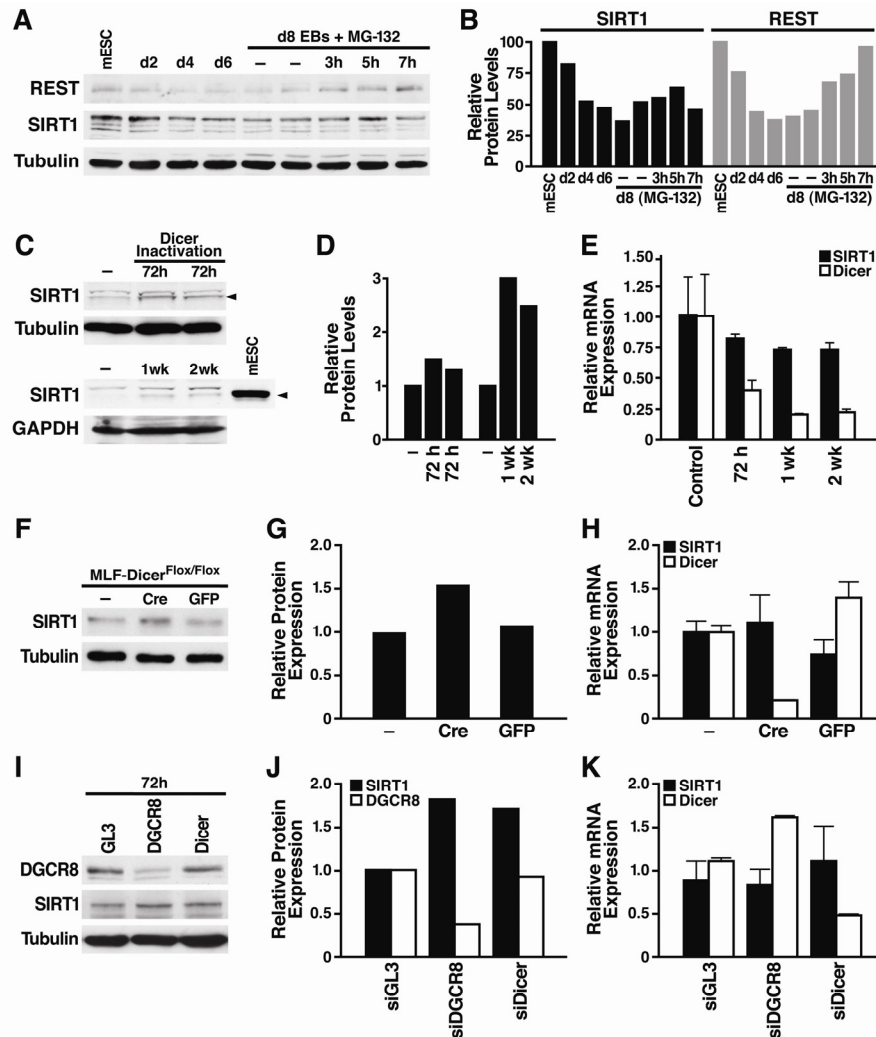 A
mESC
d2 d4 d6
d8 EBs + MG-132
– – 3h 5h 7h
REST
SIRT1
Tubulin
B
SIRT1 REST
Relative
Protein Levels
100
75
50
25
0
mESC
d2 d4 d6 – – 3h 5h 7h
d8 (MG-132)
mESC
d2 d4 d6 – – 3h 5h 7h
d8 (MG-132)
C
Dicer
Inactivation
– 72h 72h
SIRT1
Tubulin
– 1wk 2wk mESC
SIRT1
GAPDH
D
Relative
Protein Levels
3
2
1
0
– 72 h 72 h – 1 wk 2 wk
E
SIRT1
Dicer
Relative mRNA
Expression
1.50
1.00
0.75
0.50
0.25
0
Control 72 h 1 wk 2 wk
F
MLF-DicerFlox/Flox
– Cre GFP
SIRT1
Tubulin
G
Relative Protein
Expression
2.0
1.5
1.0
0.5
0
– Cre GFP
H
SIRT1
Dicer
Relative mRNA
Expression
2.0
1.5
1.0
0.5
0
– Cre GFP
I
72h
GL3 DGCR8 Dicer
DGCR8
SIRT1
Tubulin
J
SIRT1
DGCR8
Relative Protein
Expression
2.0
1.5
1.0
0.5
0
siGL3 siDGCR8 siDicer
K
SIRT1
Dicer
Relative mRNA
Expression
2.0
1.5
1.0
0.5
0
siGL3 siDGCR8 siDicer